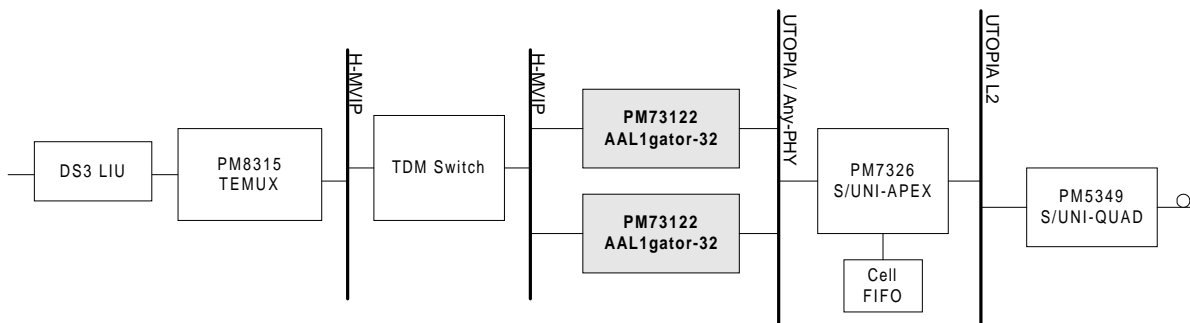 DS3 LIU
PM8315
TEMUX
H-MVIP
TDM Switch
H-MVIP
PM73122
AAL1gator-32
PM73122
AAL1gator-32
UTOPIA / Any-PHY
PM7326
S/UNI-APEX
Cell
FIFO
UTOPIA L2
PM5349
S/UNI-QUAD